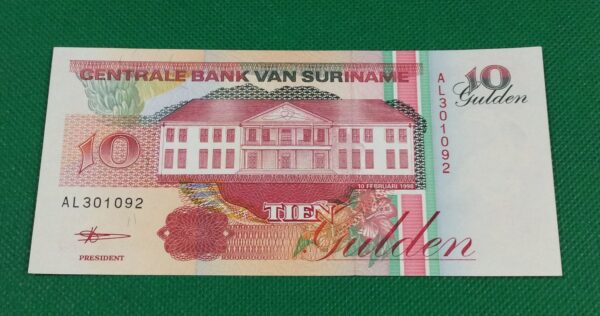 CENTRALE BANK VAN SURINAME
10
Gulden
AL301092
10
10 FEBRUARI 1998
AL301092
TIEN
Gulden
PRESIDENT